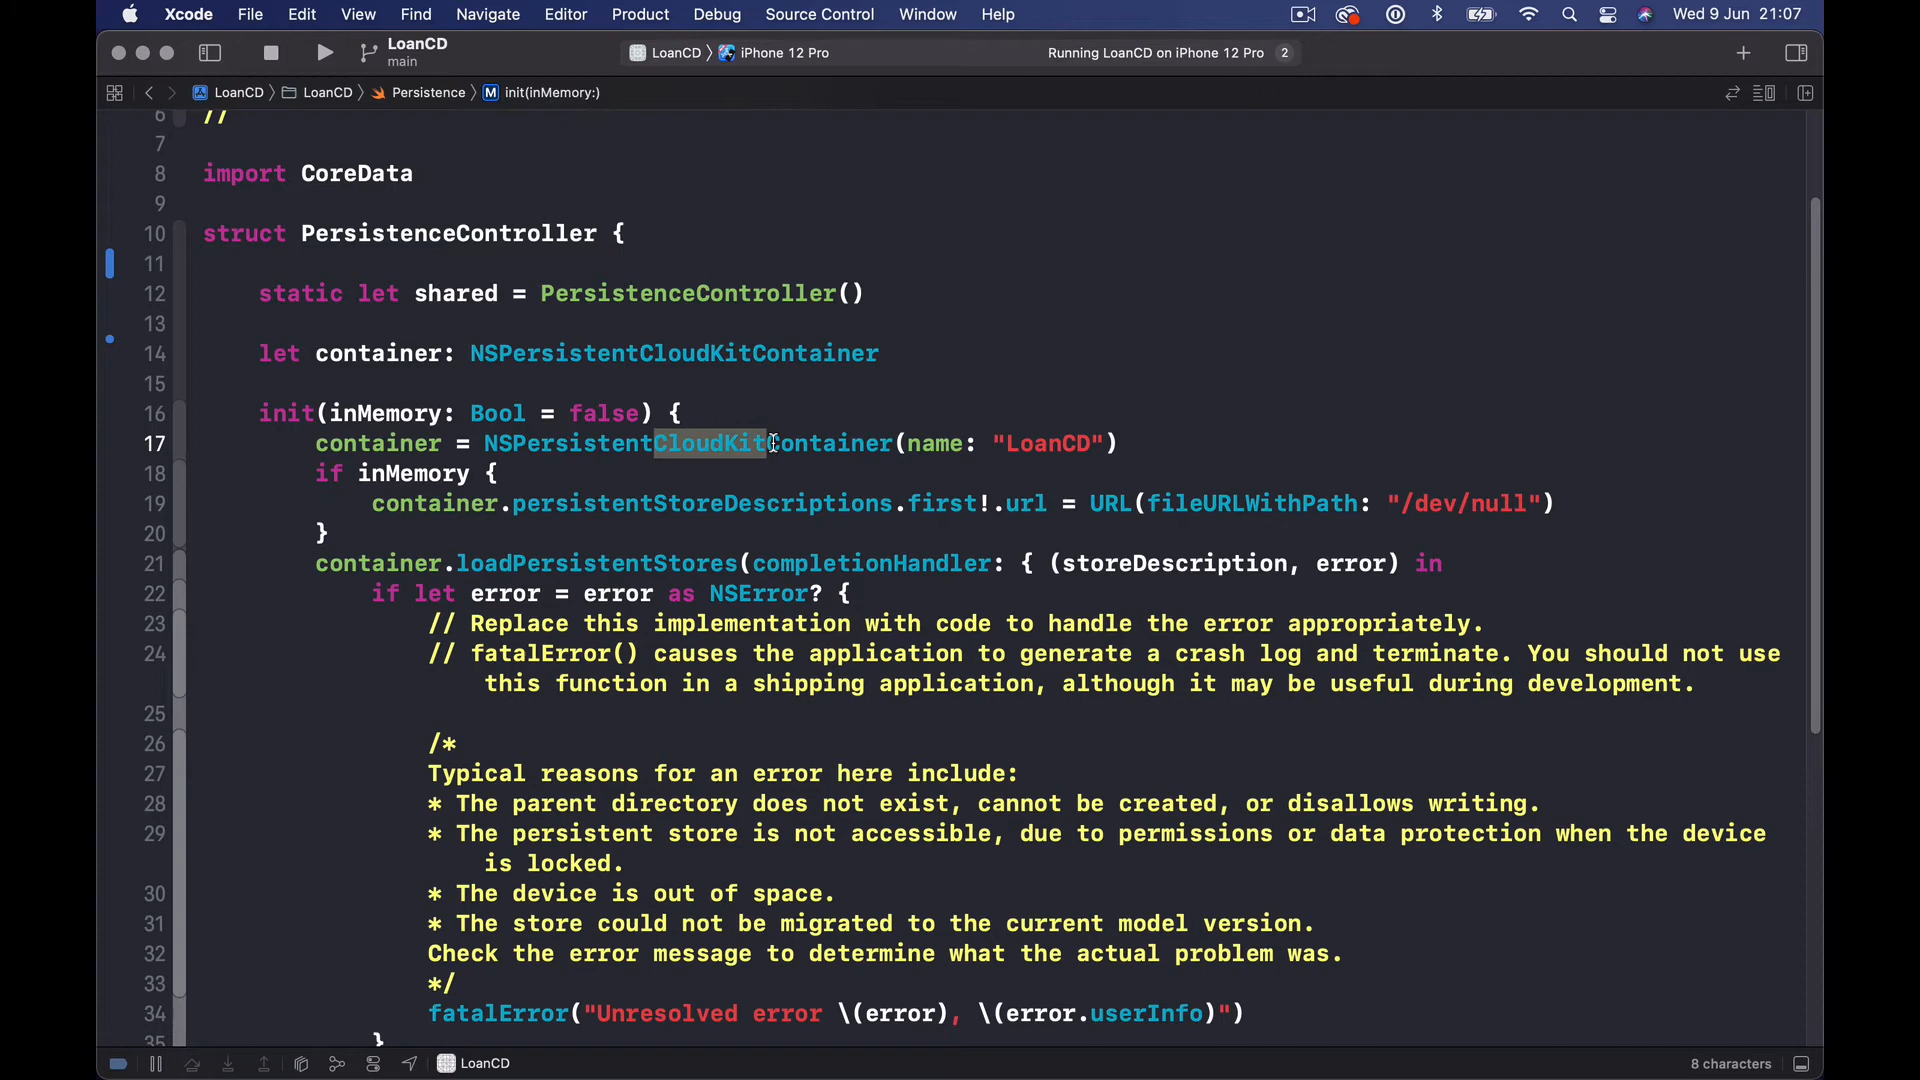 Xcode File Edit View Find Navigate Editor Product Debug Source Control Window Help Wed 9 Jun 21:07
LoanCD
main
LoanCD 〉 iPhone 12 Pro
Running LoanCD on iPhone 12 Pro 2
LoanCD 〉 LoanCD 〉 Persistence 〉 M init(inMemory:)
6 //
7
8 import CoreData
9
10 struct PersistenceController {
11
12 static let shared = PersistenceController()
13
14 let container: NSPersistentCloudKitContainer
15
16 init(inMemory: Bool = false) {
17 container = NSPersistentCloudKitContainer(name: "LoanCD")
18 if inMemory {
19 container.persistentStoreDescriptions.first!.url = URL(fileURLWithPath: "/dev/null")
20 }
21 container.loadPersistentStores(completionHandler: { (storeDescription, error) in
22 if let error = error as NSError? {
23 // Replace this implementation with code to handle the error appropriately.
24 // fatalError() causes the application to generate a crash log and terminate. You should not use
this function in a shipping application, although it may be useful during development.
25
26 /*
27 Typical reasons for an error here include:
28 * The parent directory does not exist, cannot be created, or disallows writing.
29 * The persistent store is not accessible, due to permissions or data protection when the device
is locked.
30 * The device is out of space.
31 * The store could not be migrated to the current model version.
32 Check the error message to determine what the actual problem was.
33 */
34 fatalError("Unresolved error \(error), \(error.userInfo)")
35 }
LoanCD
8 characters